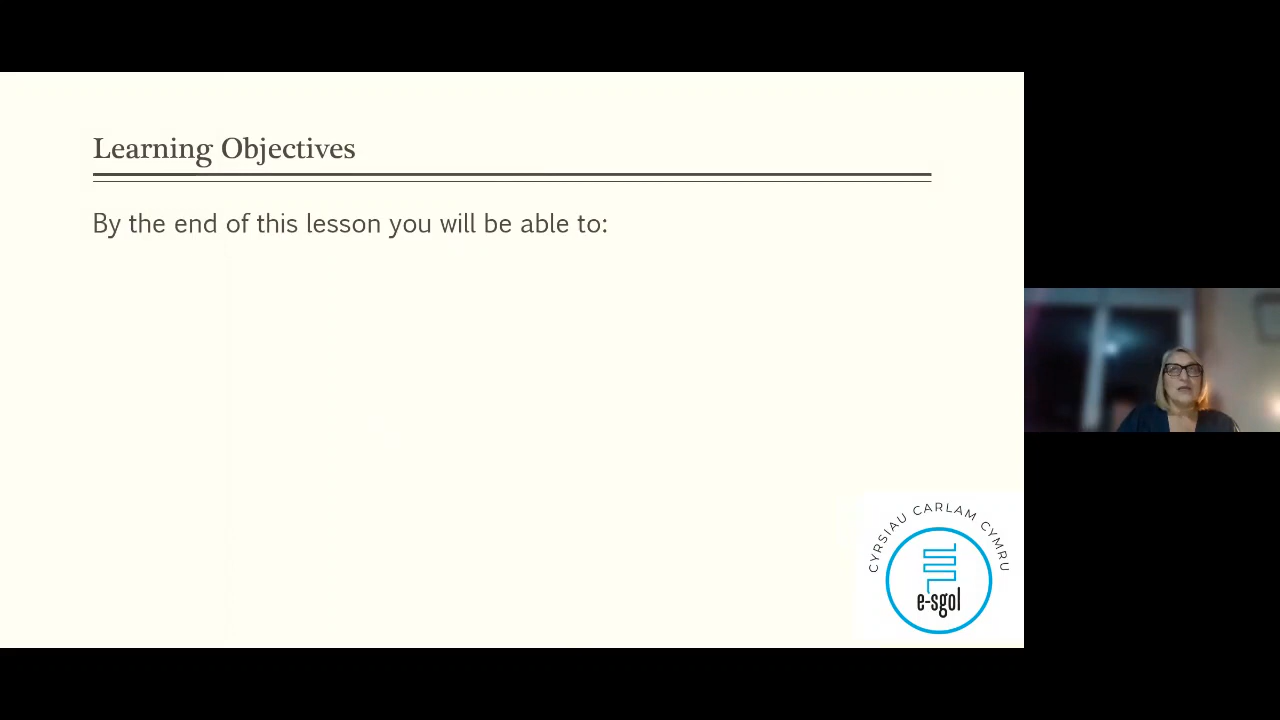 Learning Objectives
By the end of this lesson you will be able to:
CYRSIAU CARLAM CYMRU
e-sgol